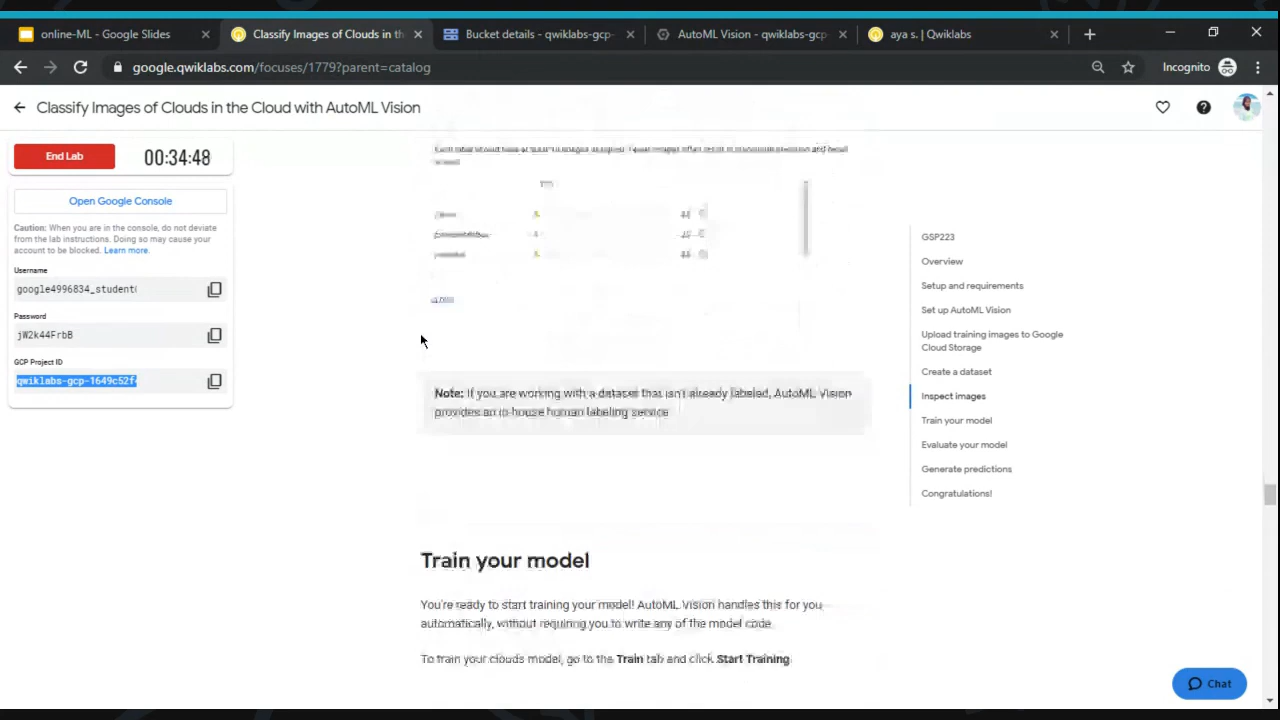 online-ML - Google Slides
Classify Images of Clouds in th
Bucket details - qwiklabs-gcp-
AutoML Vision - qwiklabs-gcp-
aya s. | Qwiklabs
google.qwiklabs.com/focuses/1779?parent=catalog
Incognito
Classify Images of Clouds in the Cloud with AutoML Vision
End Lab
00:34:48
Open Google Console
Caution: When you are in the console, do not deviate
from the lab instructions. Doing so may cause your
account to be blocked. Learn more.
Username
google4996834_student
Password
jW2k44FrbB
GCP Project ID
qwiklabs-gcp-1649c52f
Note: If you are working with a dataset that isn't already labeled, AutoML Vision
provides an in-house human labeling service
Train your model
You're ready to start training your model! AutoML Vision handles this for you
automatically, without requiring you to write any of the model code.
To train your clouds model, go to the Train tab and click Start Training.
GSP223
Overview
Setup and requirements
Set up AutoML Vision
Upload training images to Google
Cloud Storage
Create a dataset
Inspect images
Train your model
Evaluate your model
Generate predictions
Congratulations!
Chat